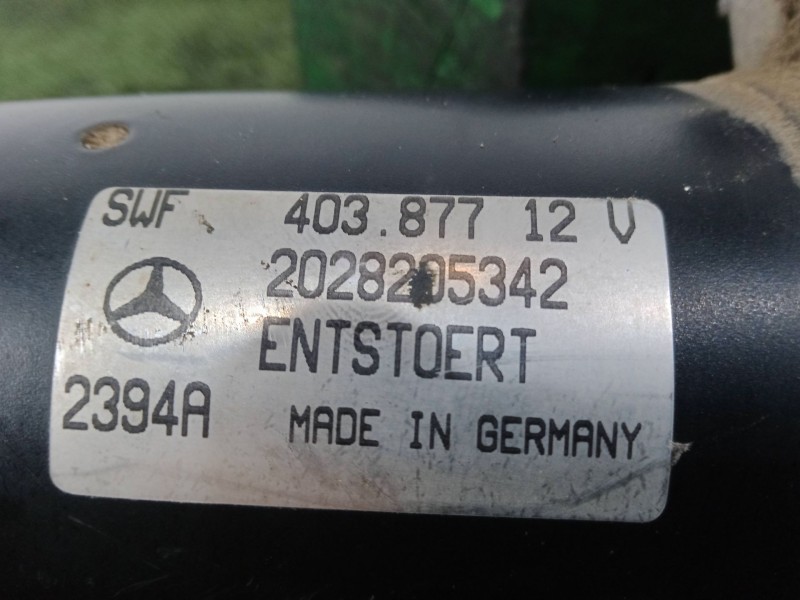 SWF 403.877 12 V
2028205342
ENTSTOERT
2394A MADE IN GERMANY